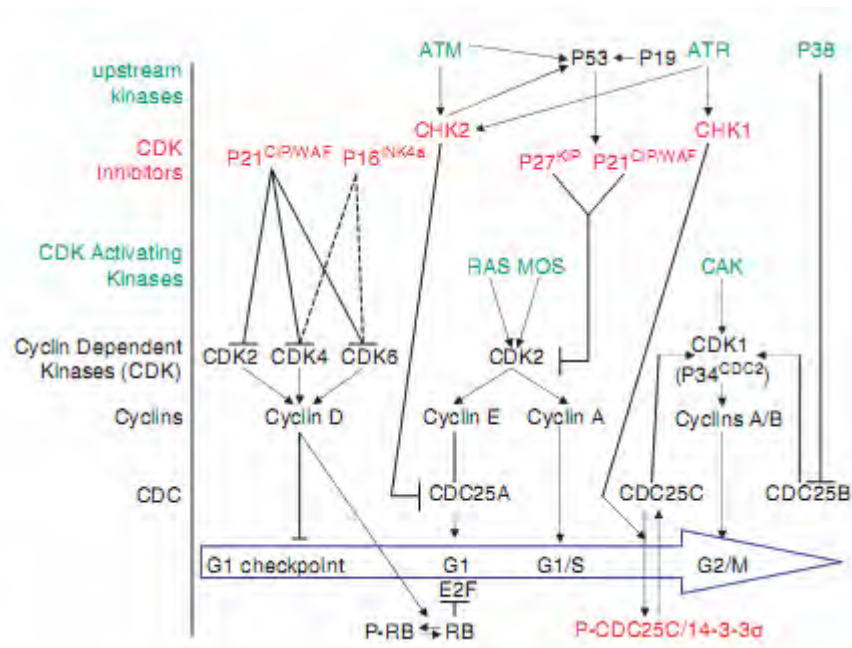 ATM
P53
P19
ATR
P38
upstream
kinases
CHK2
CHK1
CDK
Inhibitors
P21CIP/WAF
P16INK4a
P27KIP
P21CIP/WAF
CDK Activating
Kinases
RAS MOS
CAK
Cyclin Dependent
Kinases (CDK)
CDK2
CDK4
CDK6
CDK2
CDK1
(P34CDC2)
Cyclins
Cyclin D
Cyclin E
Cyclin A
Cyclins A/B
CDC
CDC25A
CDC25C
CDC25B
G1 checkpoint
G1
G1/S
G2/M
E2F
P-RB
RB
P-CDC25C/14-3-3σ